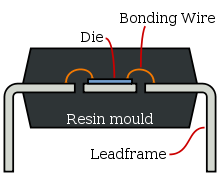 Bonding Wire
Die
Resin mould
Leadframe